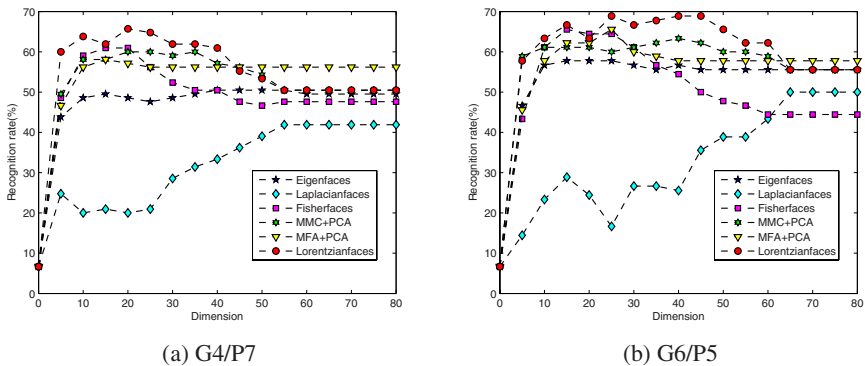 70
60
50
40
30
20
10
0
Recognition rate(%)
0 10 20 30 40 50 60 70 80
Dimension
Eigenfaces
Laplacianfaces
Fisherfaces
MMC+PCA
MFA+PCA
Lorentzianfaces
(a) G4/P7
70
60
50
40
30
20
10
0
Recognition rate(%)
0 10 20 30 40 50 60 70 80
Dimension
Eigenfaces
Laplacianfaces
Fisherfaces
MMC+PCA
MFA+PCA
Lorentzianfaces
(b) G6/P5